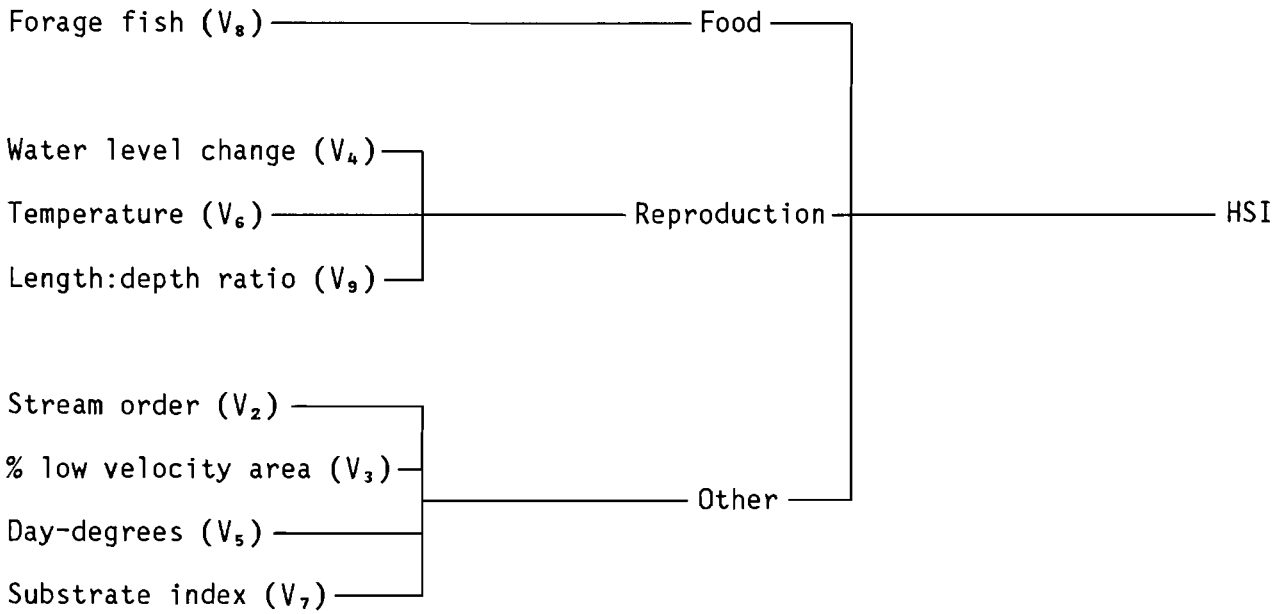 Forage fish (V₈) Food
Water level change (V₄)
Temperature (V₆) Reproduction HSI
Length:depth ratio (V₉)
Stream order (V₂)
% low velocity area (V₃)
Other
Day-degrees (V₅)
Substrate index (V₇)